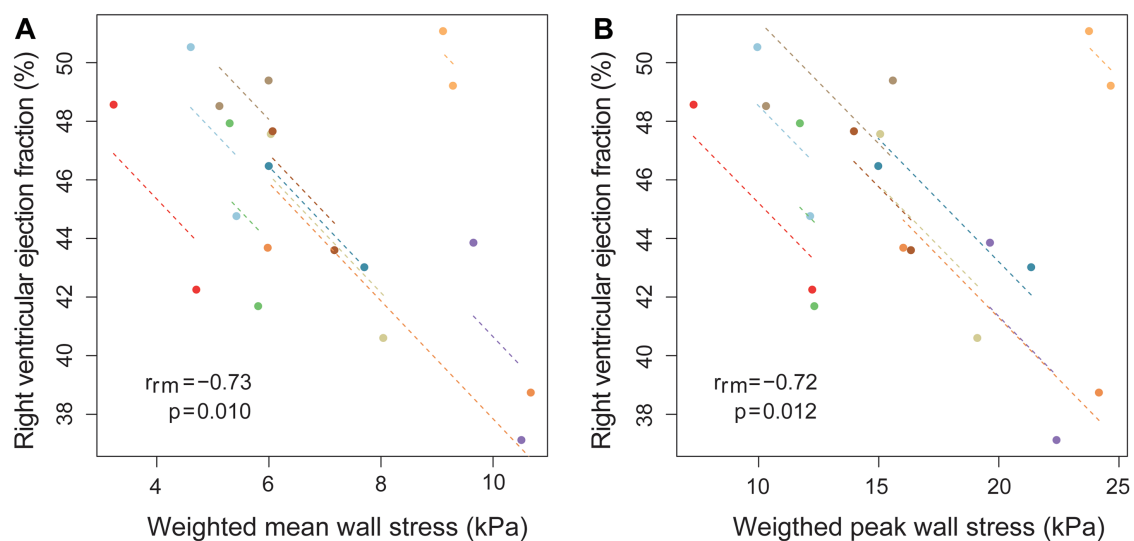 A
Right ventricular ejection fraction (%)
50
48
46
44
42
40
38
r_rm=−0.73
p=0.010
4
6
8
10
Weighted mean wall stress (kPa)
B
Right ventricular ejection fraction (%)
50
48
46
44
42
40
38
r_rm=−0.72
p=0.012
10
15
20
25
Weigthed peak wall stress (kPa)